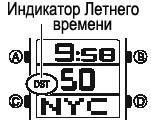 Индикатор Летнего
времени
A 9:58 B
DST 50
C NYC D